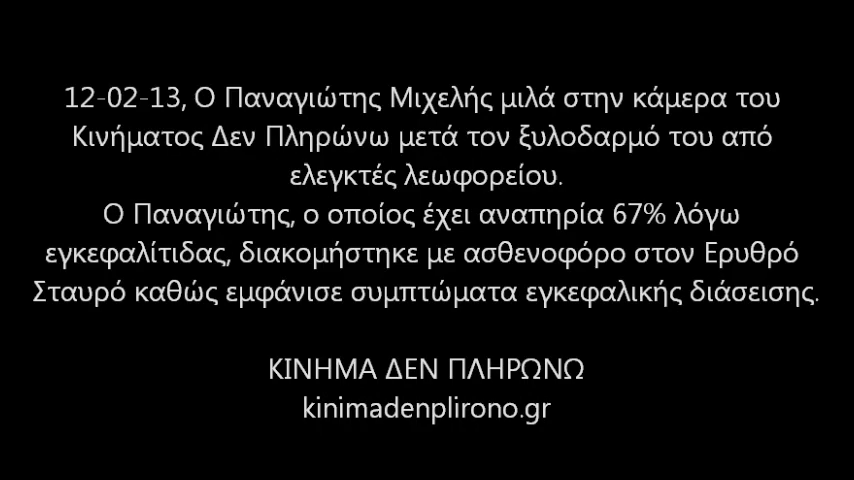 12-02-13, Ο Παναγιώτης Μιχελής μιλά στην κάμερα του
Κινήματος Δεν Πληρώνω μετά τον ξυλοδαρμό του από
ελεγκτές λεωφορείου.
Ο Παναγιώτης, ο οποίος έχει αναπηρία 67% λόγω
εγκεφαλίτιδας, διακομήστηκε με ασθενοφόρο στον Ερυθρό
Σταυρό καθώς εμφάνισε συμπτώματα εγκεφαλικής διάσεισης.
ΚΙΝΗΜΑ ΔΕΝ ΠΛΗΡΩΝΩ
kinimadenplirono.gr